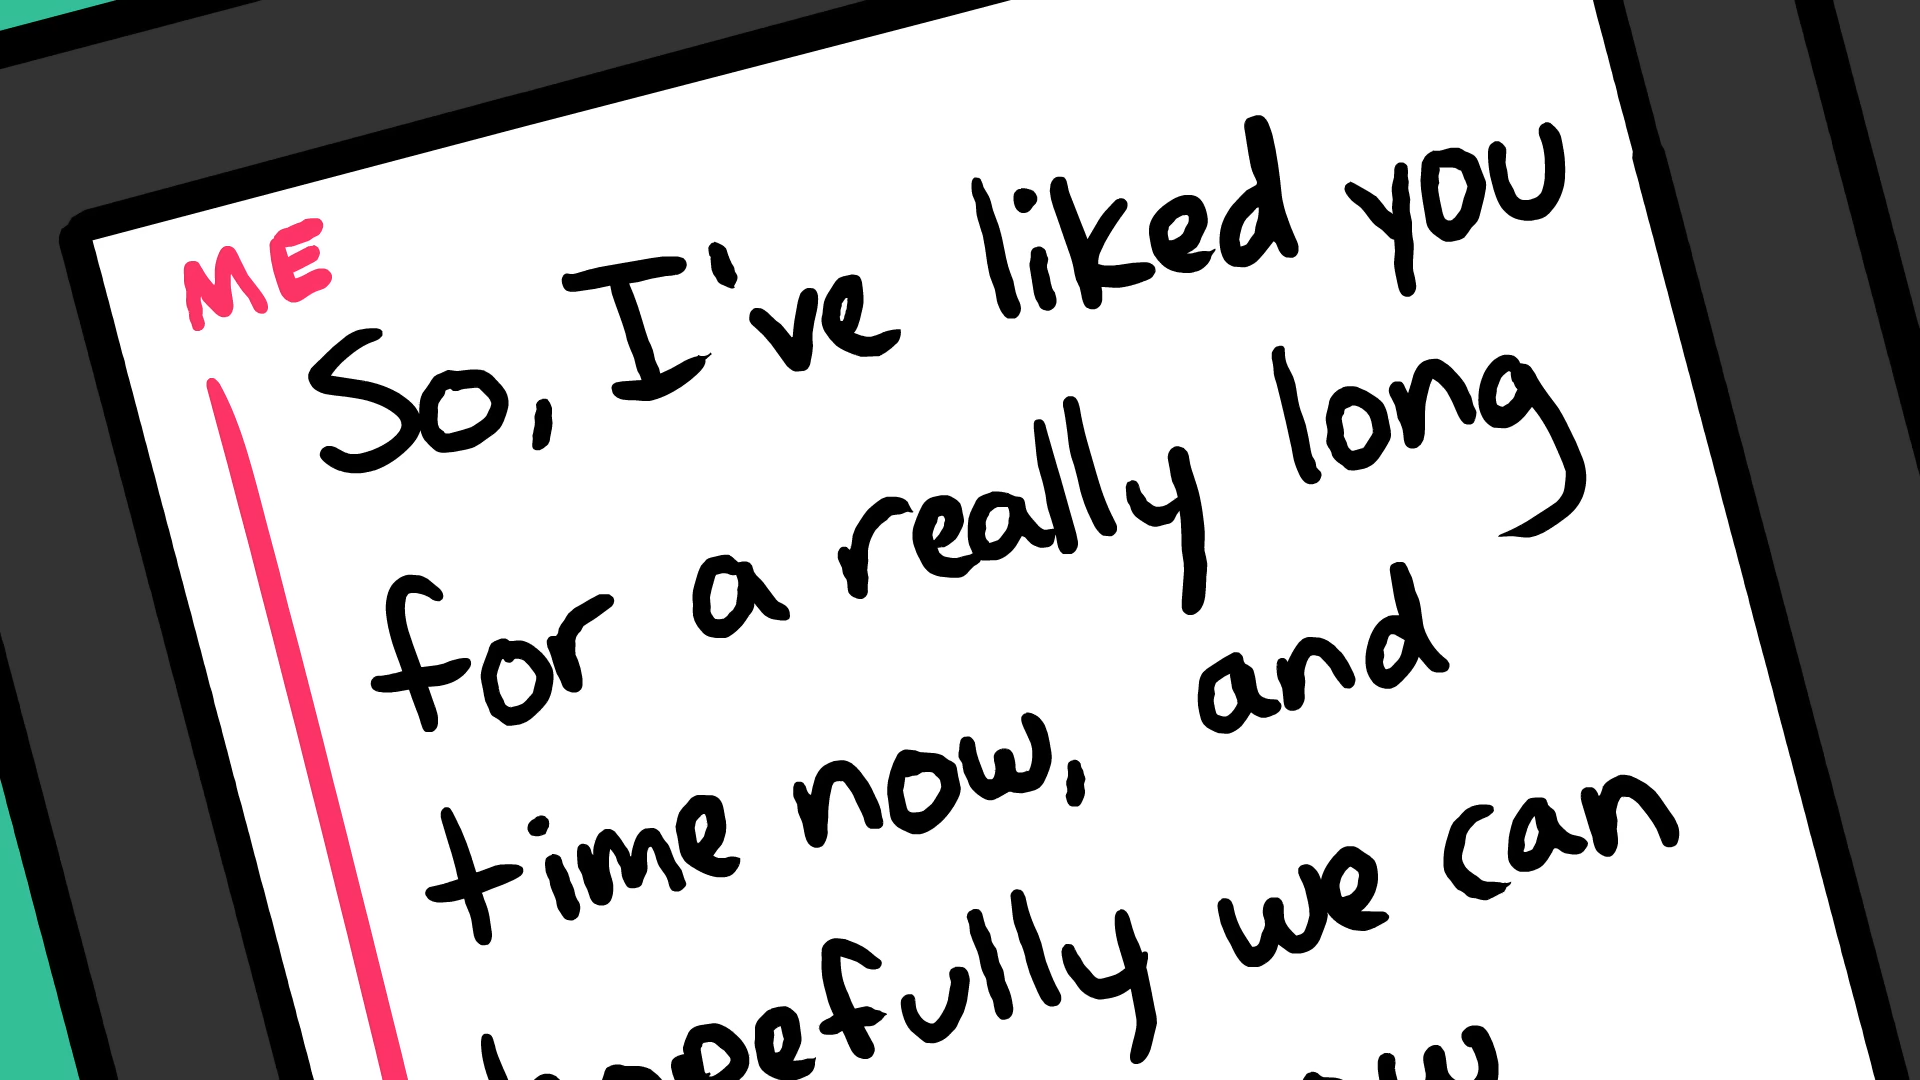 ME
So, I've liked you
for a really long
time now, and
hopefully we can